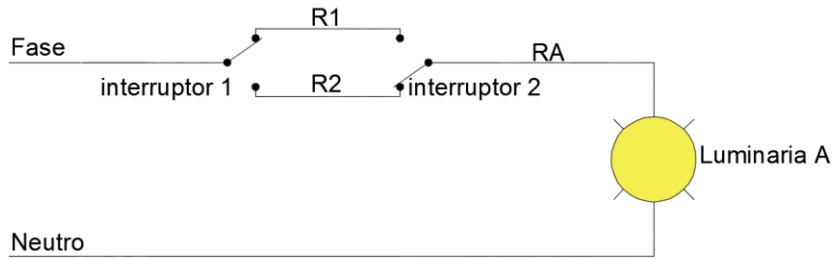 R1
Fase
RA
interruptor 1
R2
interruptor 2
Luminaria A
Neutro